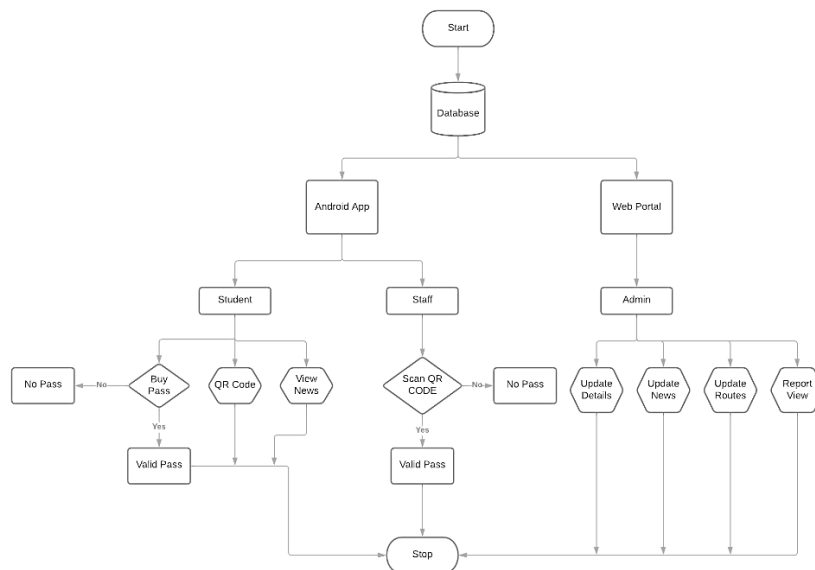 Start
Database
Android App
Web Portal
Student
Staff
Admin
No Pass
No
Buy
Pass
QR Code
View
News
Scan QR
CODE
No
No Pass
Update
Details
Update
News
Update
Routes
Report
View
Yes
Yes
Valid Pass
Valid Pass
Stop